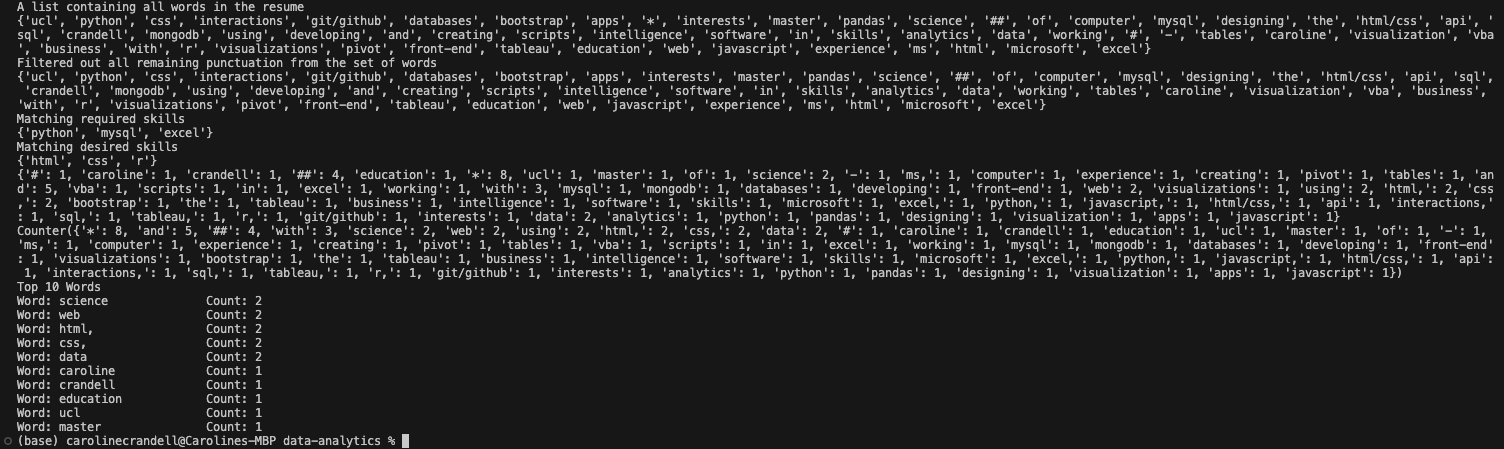 A list containing all words in the resume
{'ucl', 'python', 'css', 'interactions', 'git/github', 'databases', 'bootstrap', 'apps', '*', 'interests', 'master', 'pandas', 'science', '##', 'of', 'computer', 'mysql', 'designing', 'the', 'html/css', 'api', '
sql', 'crandell', 'mongodb', 'using', 'developing', 'and', 'creating', 'scripts', 'intelligence', 'software', 'in', 'skills', 'analytics', 'data', 'working', '#', '-', 'tables', 'caroline', 'visualization', 'vba
', 'business', 'with', 'r', 'visualizations', 'pivot', 'front-end', 'tableau', 'education', 'web', 'javascript', 'experience', 'ms', 'html', 'microsoft', 'excel'}
Filtered out all remaining punctuation from the set of words
{'ucl', 'python', 'css', 'interactions', 'git/github', 'databases', 'bootstrap', 'apps', 'interests', 'master', 'pandas', 'science', '##', 'of', 'computer', 'mysql', 'designing', 'the', 'html/css', 'api', 'sql',
'crandell', 'mongodb', 'using', 'developing', 'and', 'creating', 'scripts', 'intelligence', 'software', 'in', 'skills', 'analytics', 'data', 'working', 'tables', 'caroline', 'visualization', 'vba', 'business',
'with', 'r', 'visualizations', 'pivot', 'front-end', 'tableau', 'education', 'web', 'javascript', 'experience', 'ms', 'html', 'microsoft', 'excel'}
Matching required skills
{'python', 'mysql', 'excel'}
Matching desired skills
{'html', 'css', 'r'}
{'#': 1, 'caroline': 1, 'crandell': 1, '##': 4, 'education': 1, '*': 8, 'ucl': 1, 'master': 1, 'of': 1, 'science': 2, '-': 1, 'ms,': 1, 'computer': 1, 'experience': 1, 'creating': 1, 'pivot': 1, 'tables': 1, 'an
d': 5, 'vba': 1, 'scripts': 1, 'in': 1, 'excel': 1, 'working': 1, 'with': 3, 'mysql': 1, 'mongodb': 1, 'databases': 1, 'developing': 1, 'front-end': 1, 'web': 2, 'visualizations': 1, 'using': 2, 'html,': 2, 'css
,': 2, 'bootstrap': 1, 'the': 1, 'tableau': 1, 'business': 1, 'intelligence': 1, 'software': 1, 'skills': 1, 'microsoft': 1, 'excel,': 1, 'python,': 1, 'javascript,': 1, 'html/css,': 1, 'api': 1, 'interactions,'
: 1, 'sql,': 1, 'tableau,': 1, 'r,': 1, 'git/github': 1, 'interests': 1, 'data': 2, 'analytics': 1, 'python': 1, 'pandas': 1, 'designing': 1, 'visualization': 1, 'apps': 1, 'javascript': 1}
Counter({'*': 8, 'and': 5, '##': 4, 'with': 3, 'science': 2, 'web': 2, 'using': 2, 'html,': 2, 'css,': 2, 'data': 2, '#': 1, 'caroline': 1, 'crandell': 1, 'education': 1, 'ucl': 1, 'master': 1, 'of': 1, '-': 1,
'ms,': 1, 'computer': 1, 'experience': 1, 'creating': 1, 'pivot': 1, 'tables': 1, 'vba': 1, 'scripts': 1, 'in': 1, 'excel': 1, 'working': 1, 'mysql': 1, 'mongodb': 1, 'databases': 1, 'developing': 1, 'front-end'
: 1, 'visualizations': 1, 'bootstrap': 1, 'the': 1, 'tableau': 1, 'business': 1, 'intelligence': 1, 'software': 1, 'skills': 1, 'microsoft': 1, 'excel,': 1, 'python,': 1, 'javascript,': 1, 'html/css,': 1, 'api':
1, 'interactions,': 1, 'sql,': 1, 'tableau,': 1, 'r,': 1, 'git/github': 1, 'interests': 1, 'analytics': 1, 'python': 1, 'pandas': 1, 'designing': 1, 'visualization': 1, 'apps': 1, 'javascript': 1})
Top 10 Words
Word: science Count: 2
Word: web Count: 2
Word: html, Count: 2
Word: css, Count: 2
Word: data Count: 2
Word: caroline Count: 1
Word: crandell Count: 1
Word: education Count: 1
Word: ucl Count: 1
Word: master Count: 1
(base) carolinecrandell@Carolines-MBP data-analytics %